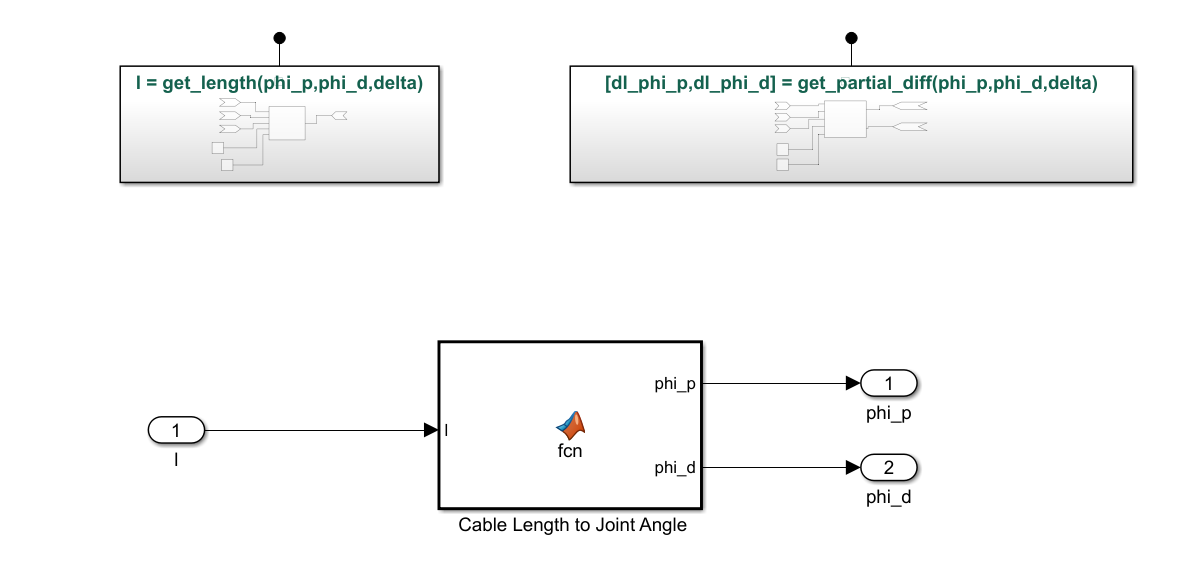 l = get_length(phi_p,phi_d,delta)
[dl_phi_p,dl_phi_d] = get_partial_diff(phi_p,phi_d,delta)
phi_p
1
phi_p
1
l
l
fcn
phi_d
2
phi_d
Cable Length to Joint Angle